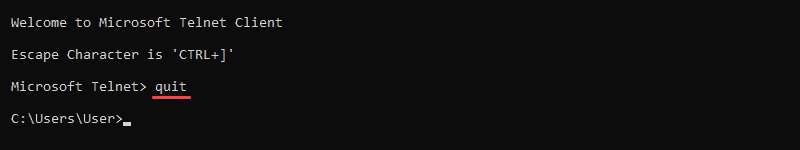 Welcome to Microsoft Telnet Client
Escape Character is 'CTRL+]'
Microsoft Telnet> quit
C:\Users\User>